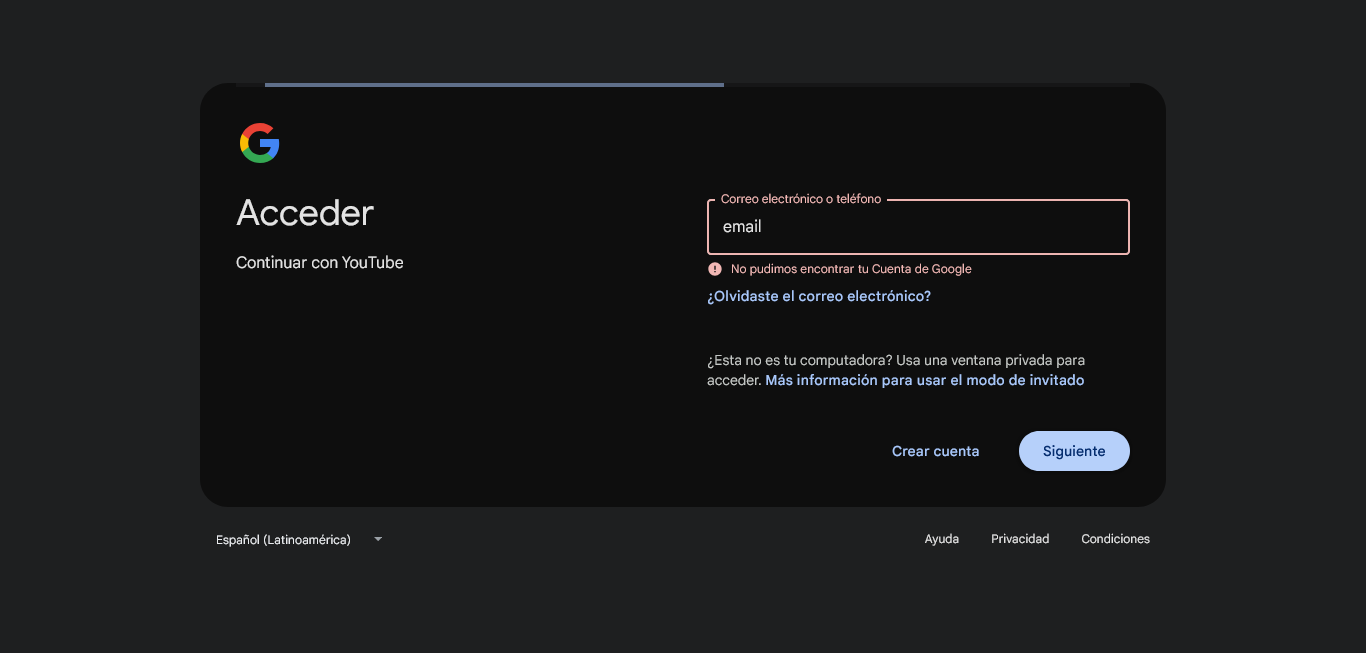 Acceder
Continuar con YouTube
Correo electrónico o teléfono
email
No pudimos encontrar tu Cuenta de Google
¿Olvidaste el correo electrónico?
¿Esta no es tu computadora? Usa una ventana privada para
acceder. Más información para usar el modo de invitado
Crear cuenta
Siguiente
Español (Latinoamérica)
Ayuda
Privacidad
Condiciones